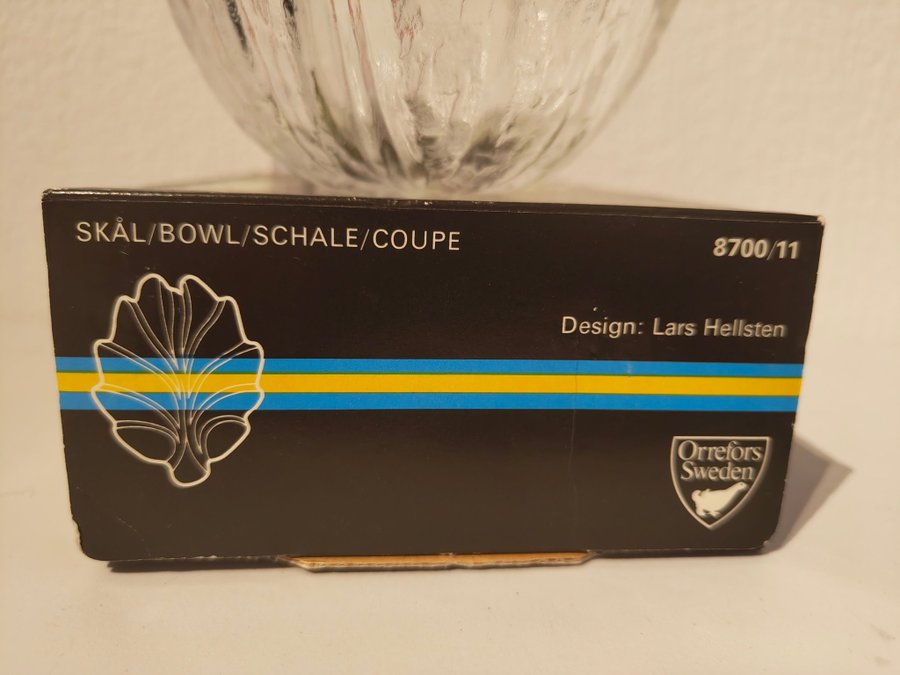 SKÅL/BOWL/SCHALE/COUPE
8700/11
Design: Lars Hellsten
Orrefors
Sweden